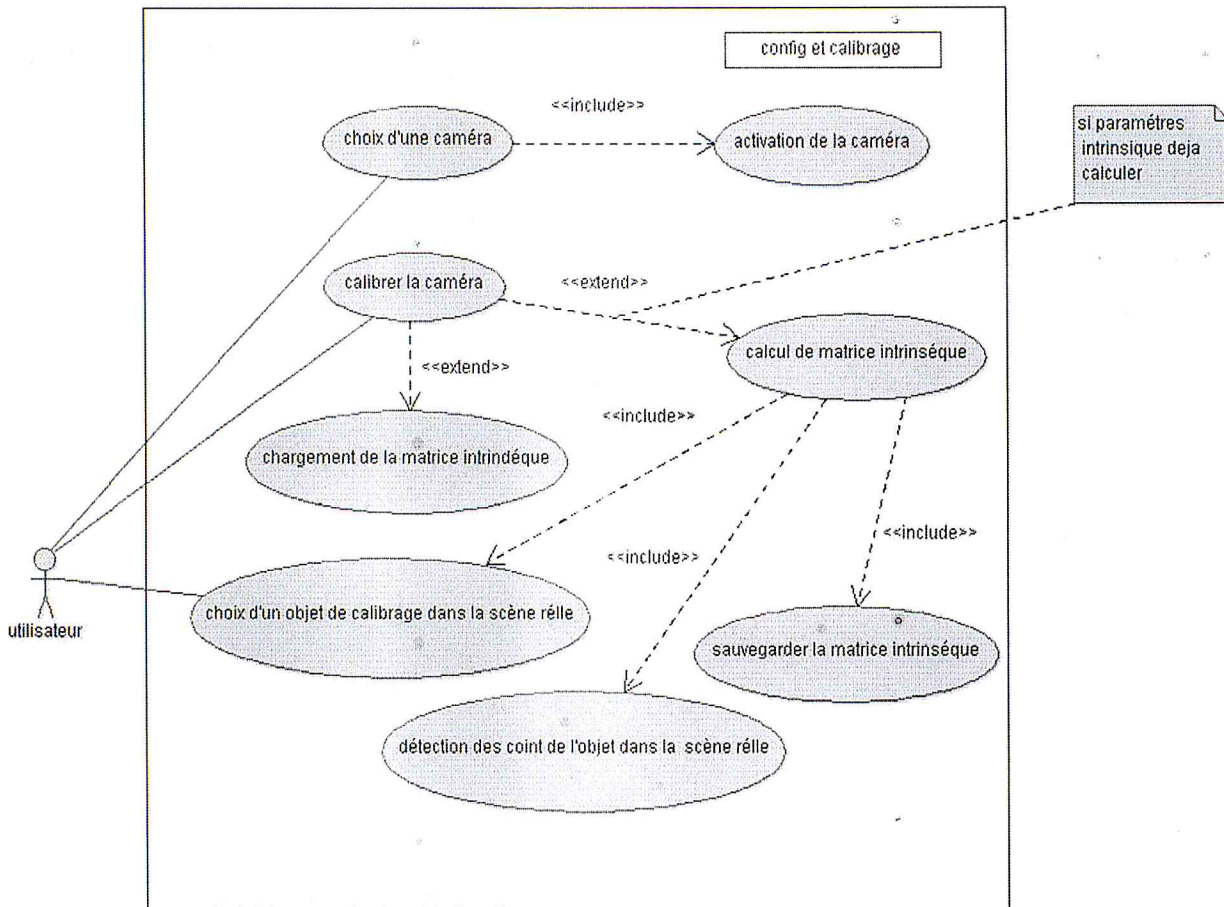 config et calibrage
<<include>>
choix d'une caméra
activation de la caméra
si paramétres
intrinsique deja
calculer
calibrer la caméra
<<extend>>
calcul de matrice intrinséque
<<extend>>
<<include>>
chargement de la matrice intrindéque
<<include>>
<<include>>
choix d'un objet de calibrage dans la scène rélle
utilisateur
sauvegarder la matrice intrinséque
détection des coint de l'objet dans la scène rélle